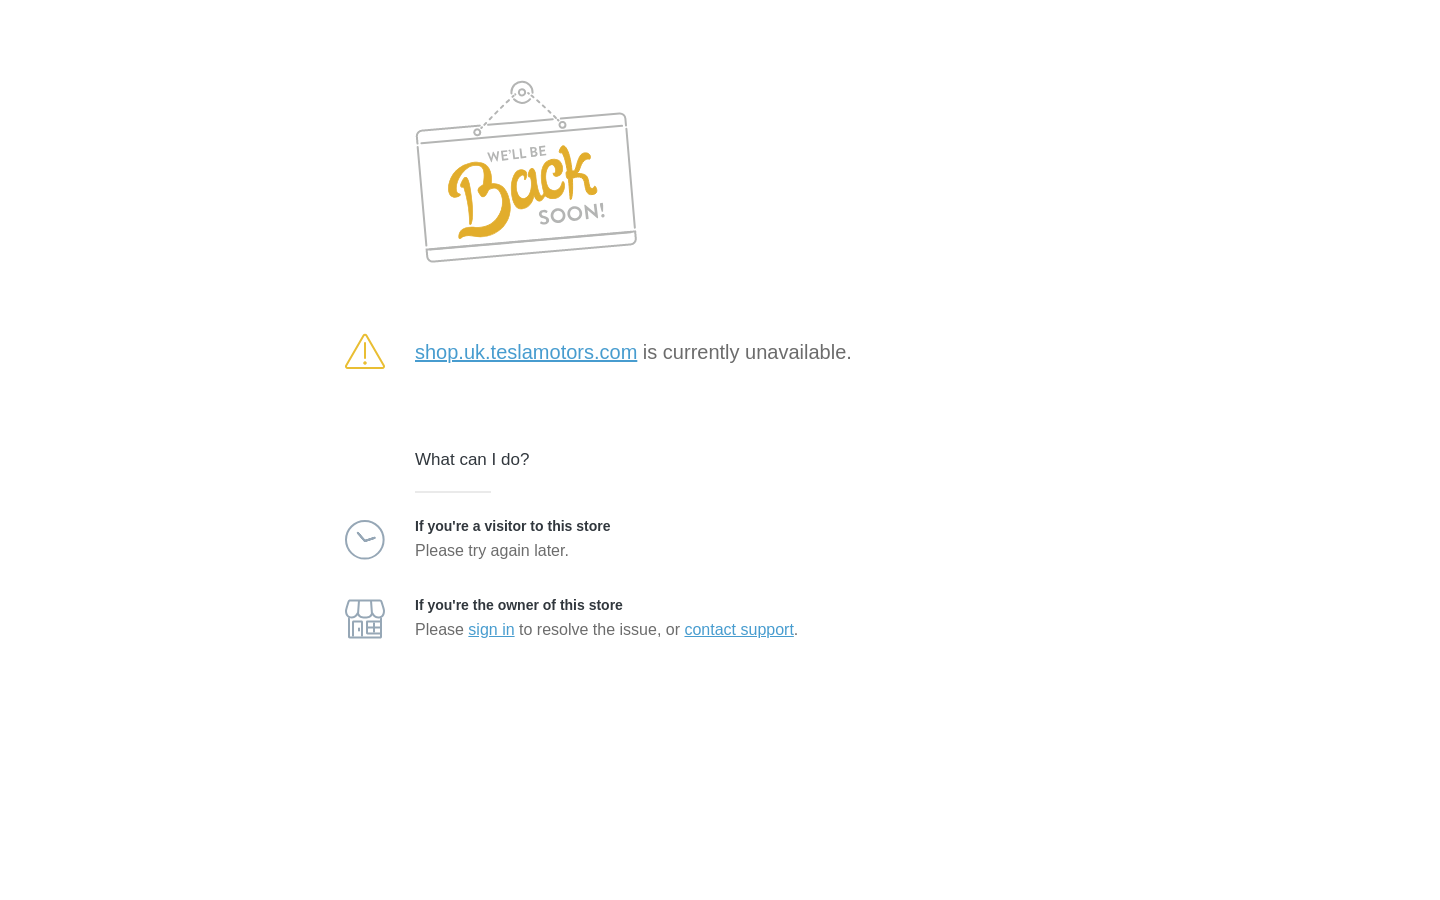 WE'LL BE
Back
SOON!
shop.uk.teslamotors.com is currently unavailable.
What can I do?
If you're a visitor to this store
Please try again later.
If you're the owner of this store
Please sign in to resolve the issue, or contact support.